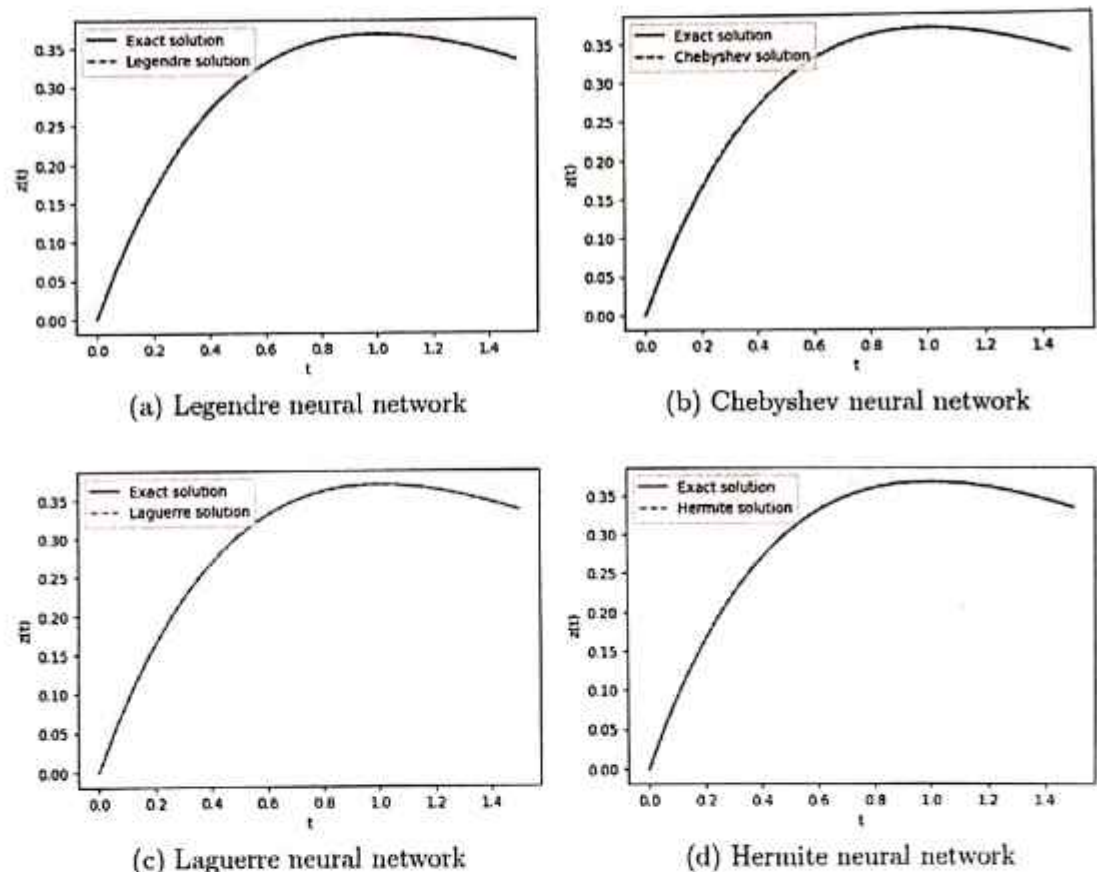 Exact solution
Legendre solution
0.35
0.30
0.25
0.20
0.15
0.10
0.05
0.00
z(t)
0.0 0.2 0.4 0.6 0.8 1.0 1.2 1.4
t
(a) Legendre neural network
Exact solution
Chebyshev solution
0.35
0.30
0.25
0.20
0.15
0.10
0.05
0.00
z(t)
0.0 0.2 0.4 0.6 0.8 1.0 1.2 1.4
t
(b) Chebyshev neural network
Exact solution
Laguerre solution
0.35
0.30
0.25
0.20
0.15
0.10
0.05
0.00
z(t)
0.0 0.2 0.4 0.6 0.8 1.0 1.2 1.4
t
(c) Laguerre neural network
Exact solution
Hermite solution
0.35
0.30
0.25
0.20
0.15
0.10
0.05
0.00
z(t)
0.0 0.2 0.4 0.6 0.8 1.0 1.2 1.4
t
(d) Hermite neural network